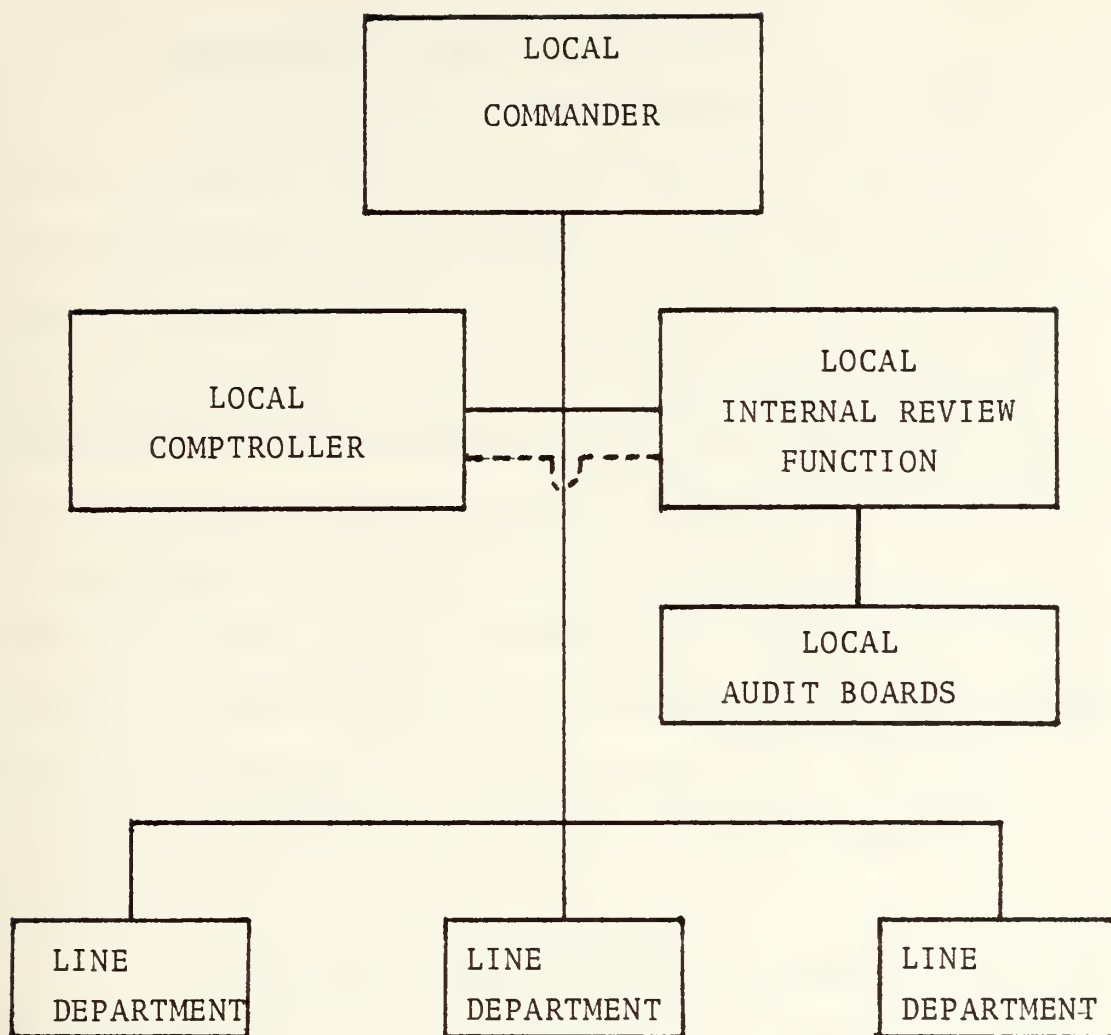 LOCAL
COMMANDER
LOCAL
COMPTROLLER
LOCAL
INTERNAL REVIEW
FUNCTION
LOCAL
AUDIT BOARDS
LINE
DEPARTMENT
LINE
DEPARTMENT
LINE
DEPARTMENT